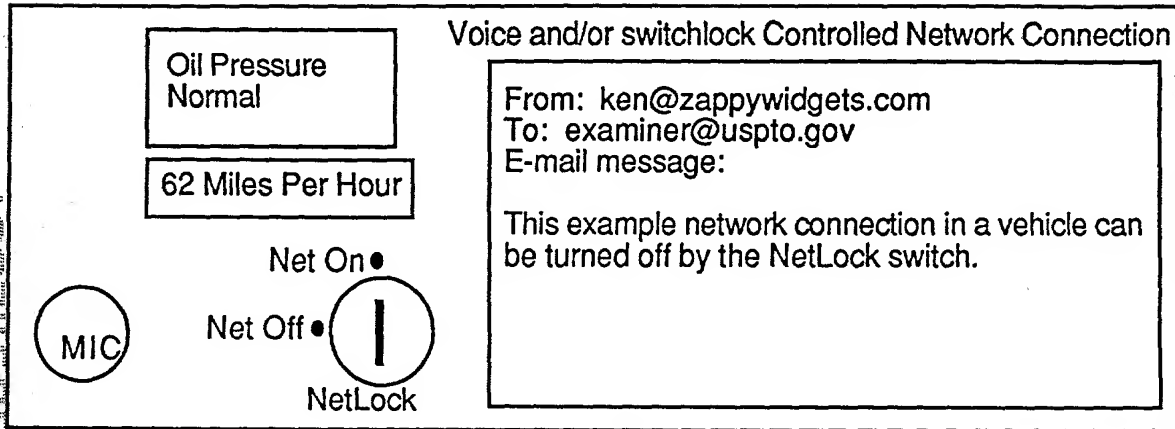 Voice and/or switchlock Controlled Network Connection
Oil Pressure
Normal
62 Miles Per Hour
Net On
Net Off
MIC
NetLock
From: ken@zappywidgets.com
To: examiner@uspto.gov
E-mail message:
This example network connection in a vehicle can
be turned off by the NetLock switch.